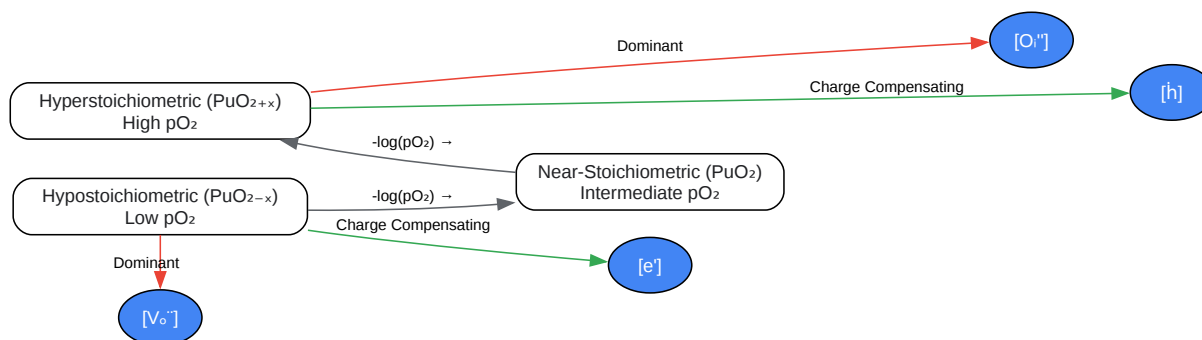 [Oᵢ'']
Dominant
Hyperstoichiometric (PuO₂₊ₓ)
High pO₂
Charge Compensating
[ḣ]
-log(pO₂) →
Near-Stoichiometric (PuO₂)
Intermediate pO₂
Hypostoichiometric (PuO₂₋ₓ)
Low pO₂
-log(pO₂) →
Charge Compensating
[e']
Dominant
[Vₒ¨]